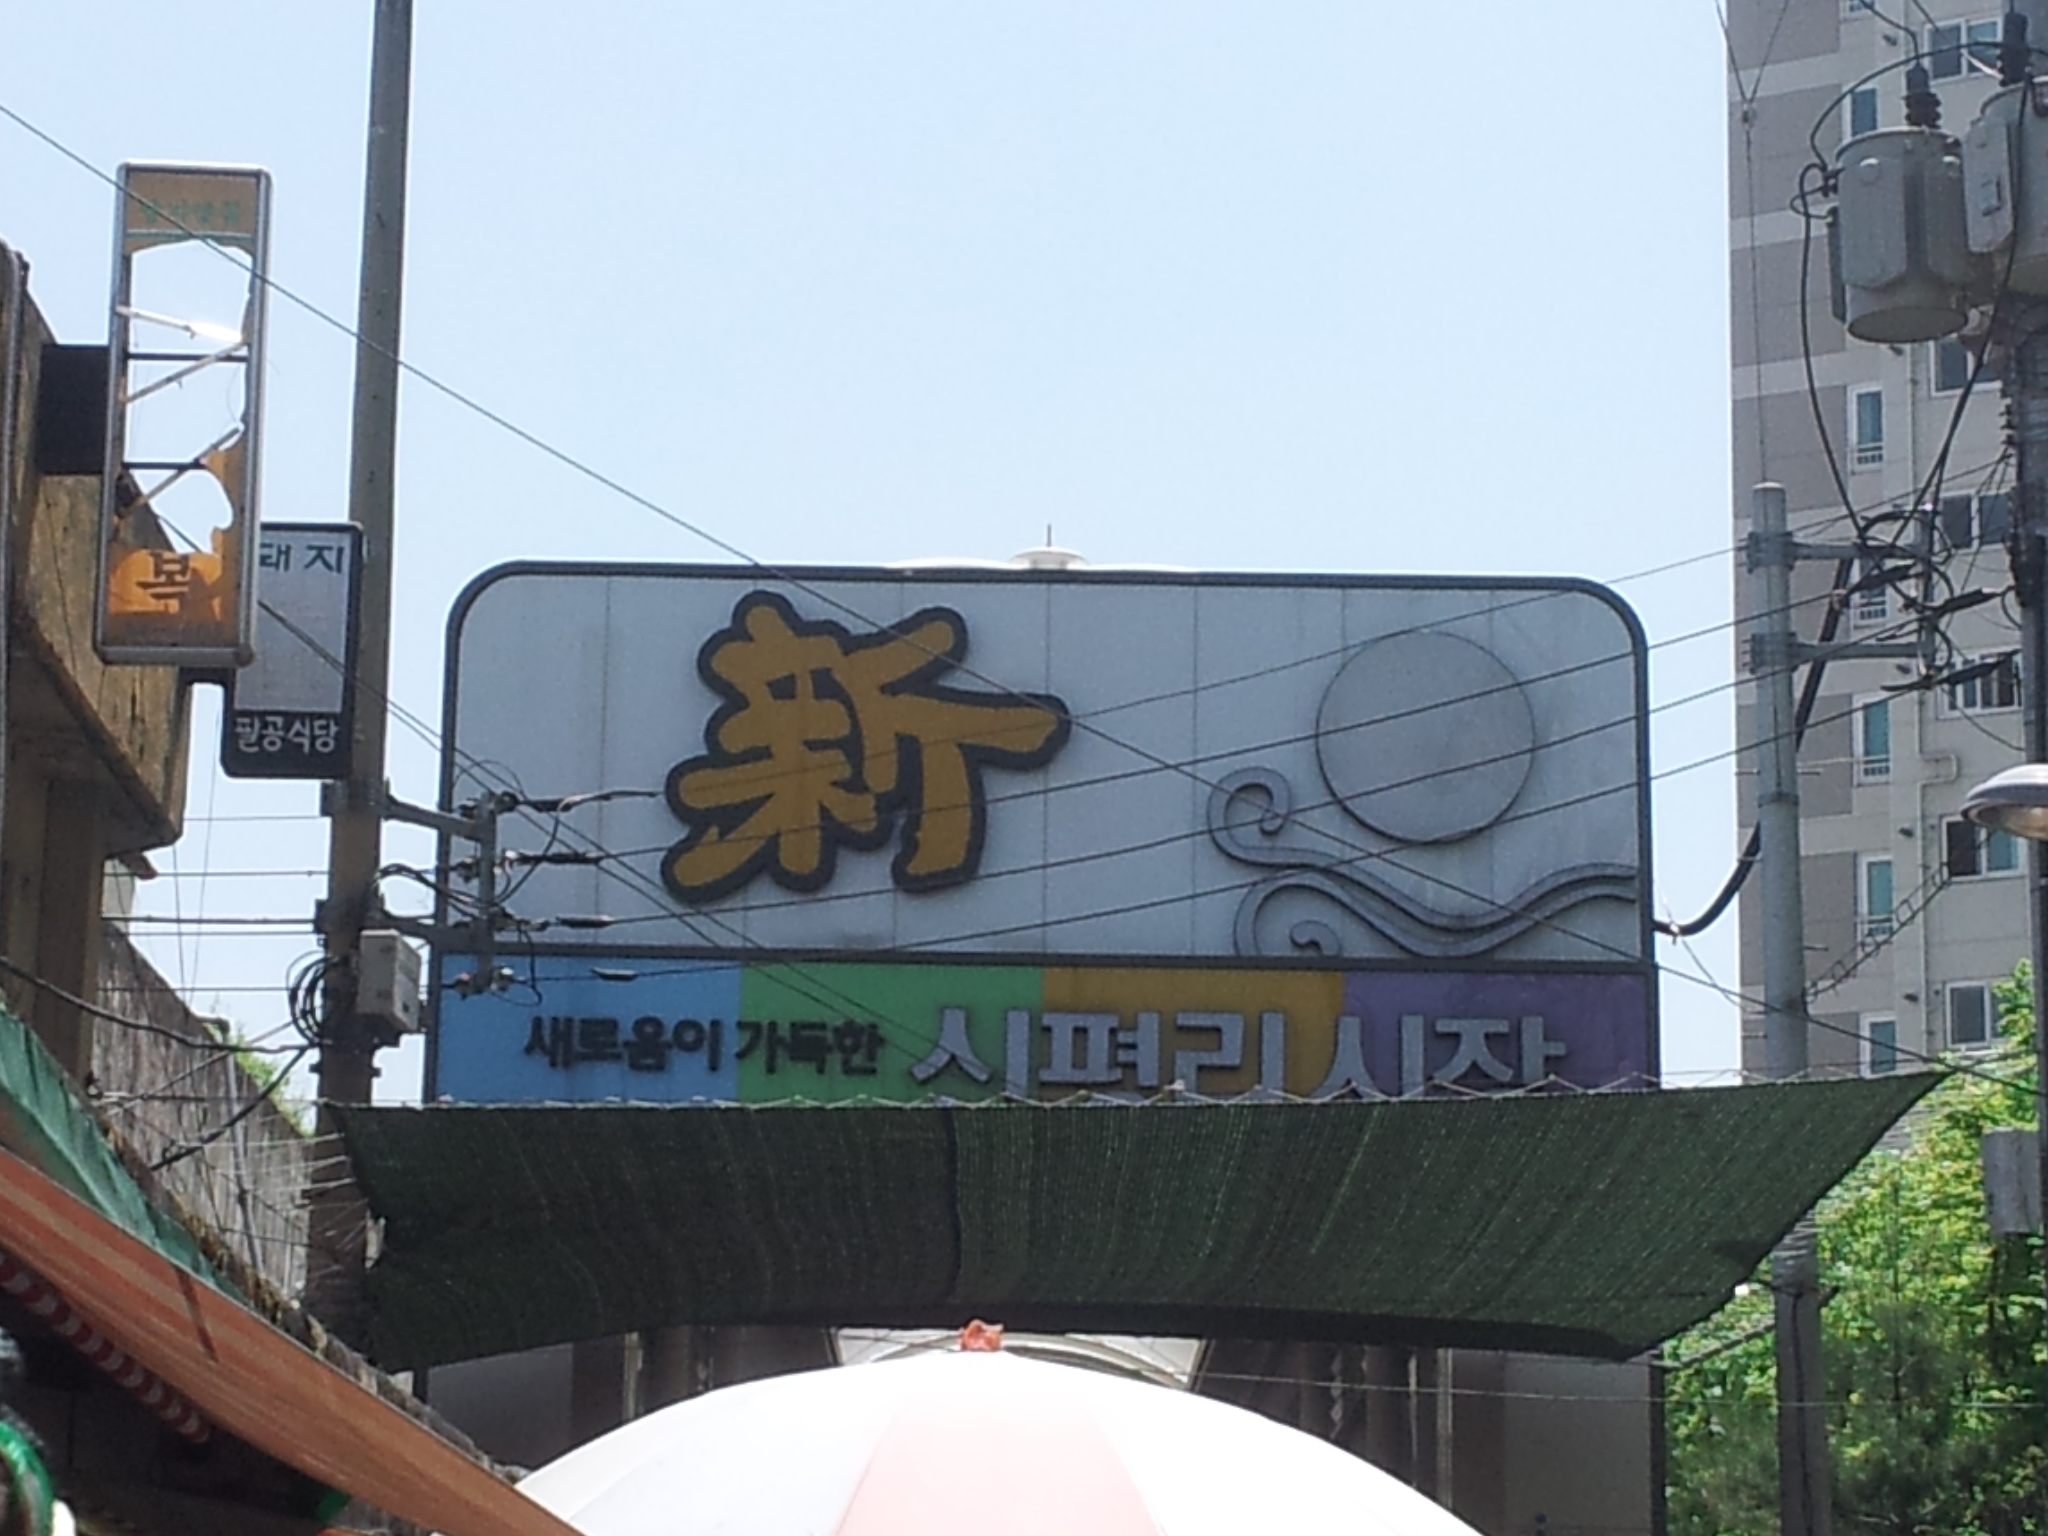 복
돼지
팔공식당
新
새로움이 가득한 신평리시장